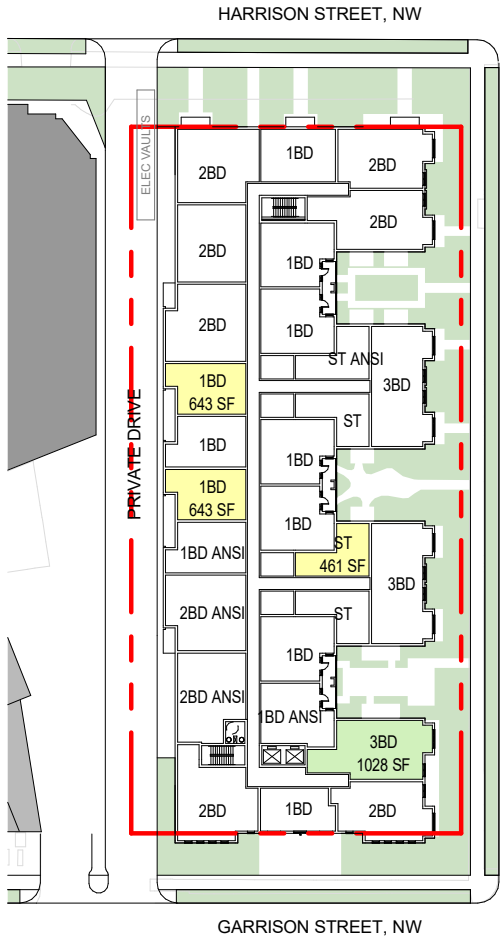 HARRISON STREET, NW
ELEC VAULTS
2BD
1BD
2BD
2BD
2BD
1BD
2BD
1BD
ST ANSI
3BD
1BD
643 SF
ST
PRIVATE DRIVE
1BD
1BD
1BD
643 SF
1BD
ST
461 SF
1BD ANSI
3BD
2BD ANSI
ST
1BD
2BD ANSI
1BD ANSI
3BD
1028 SF
2BD
1BD
2BD
GARRISON STREET, NW